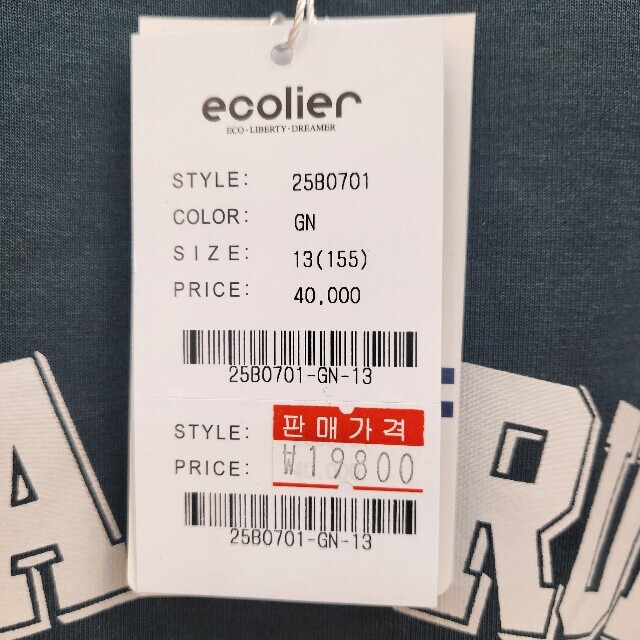 ecolier
ECO·LIBERTY·DREAMER
STYLE: 25B0701
COLOR: GN
SIZE: 13(155)
PRICE: 40,000
25B0701-GN-13
STYLE: 판매가격
PRICE: ₩19800
25B0701-GN-13
A RU